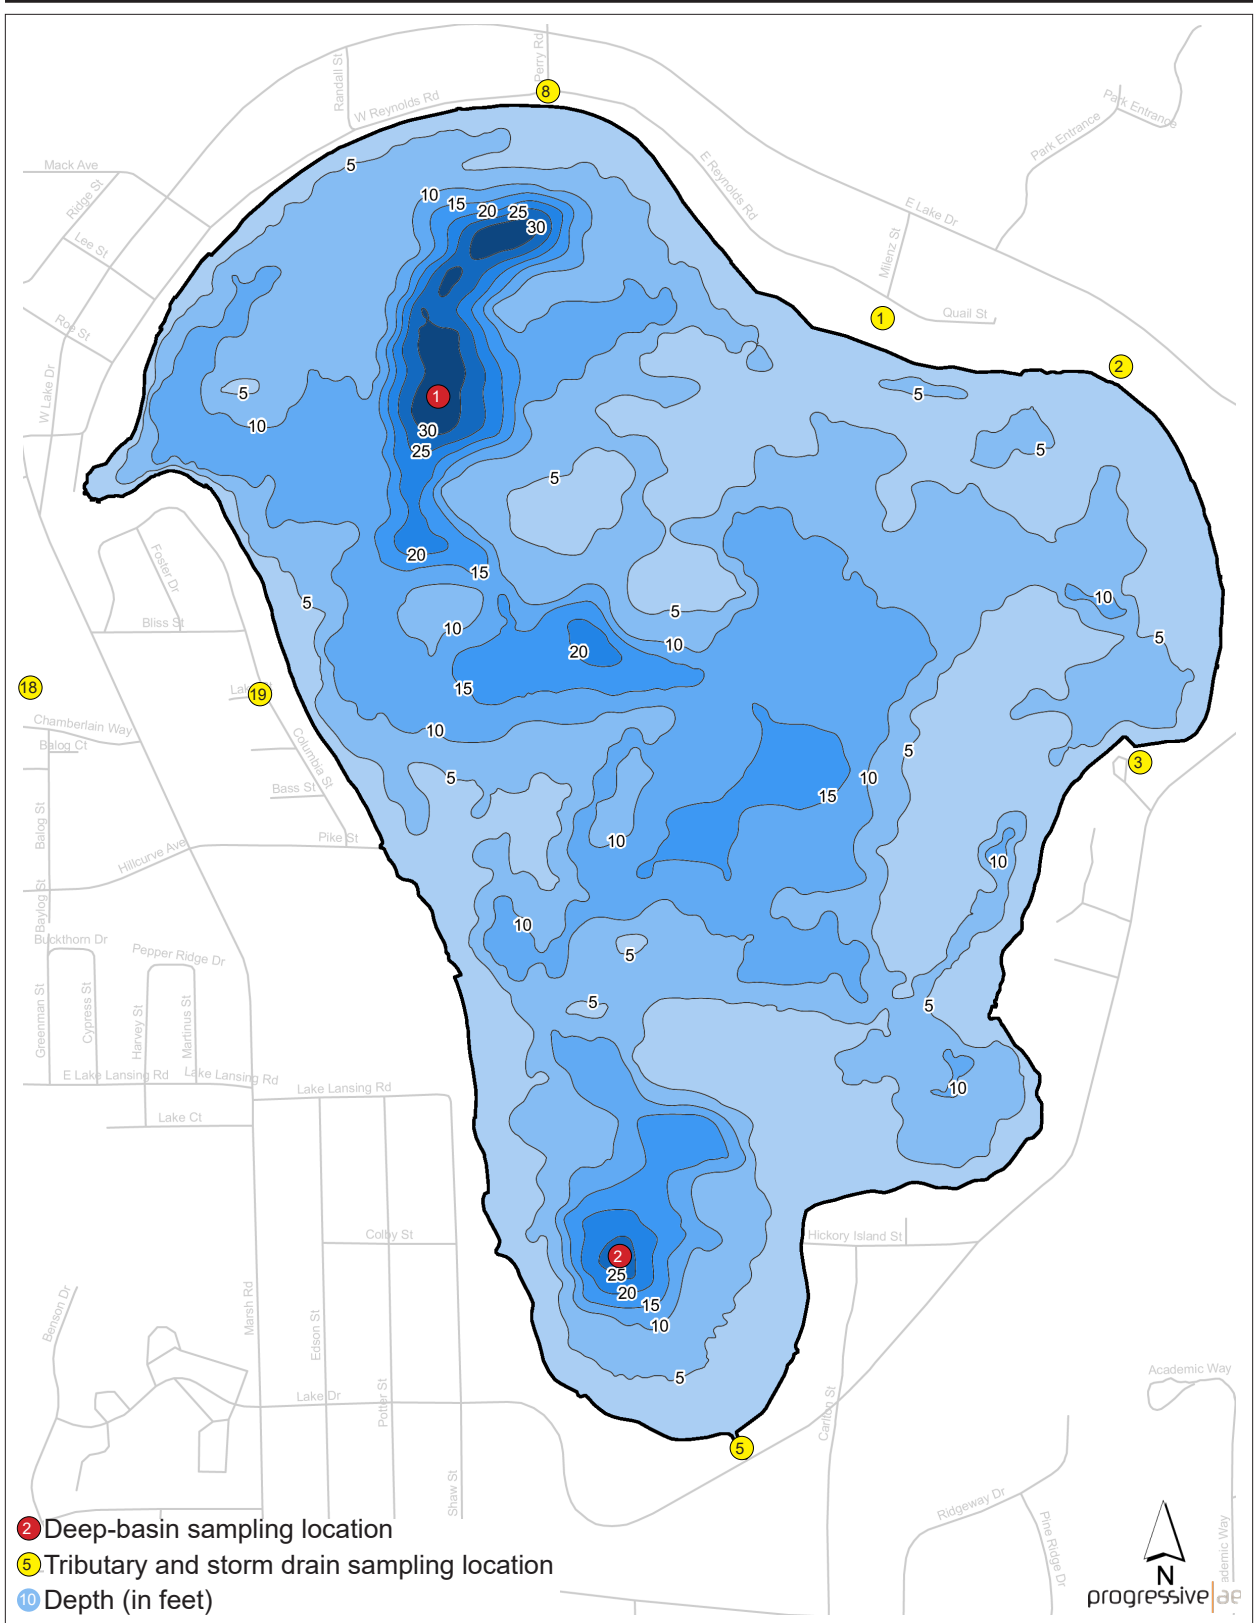 Perry Rd
Randall St
8
W Reynolds Rd
Park Entrance
Park Entrance
5
E Reynolds Rd
Mack Ave
Ridge St
10
15
20
25
30
E Lake Dr
Lee St
Milenz St
1
Quail St
Roe St
2
W Lake Dr
5
5
1
10
30
25
5
5
20
15
Foster Dr
5
10
5
Bliss St
10
10
5
20
18
19
15
Chamberlain Way
Balog Ct
10
5
3
Columbia St
5
10
15
Bass St
Balog St
Pike St
10
Hillcurve Ave
10
Baylog St
10
Buckthorn Dr
Pepper Ridge Dr
5
5
5
Greenman St
Cypress St
Harvey St
Martinus St
E Lake Lansing Rd
Lake Lansing Rd
Lake Lansing Rd
10
Lake Ct
Colby St
Hickory Island St
2
25
20
15
10
Benson Dr
Marsh Rd
Edson St
5
Academic Way
Lake Dr
Potter St
Carlton St
5
Shaw St
Ridgeway Dr
Pine Ridge Dr
2 Deep-basin sampling location
5 Tributary and storm drain sampling location
10 Depth (in feet)
N
progressive|ae